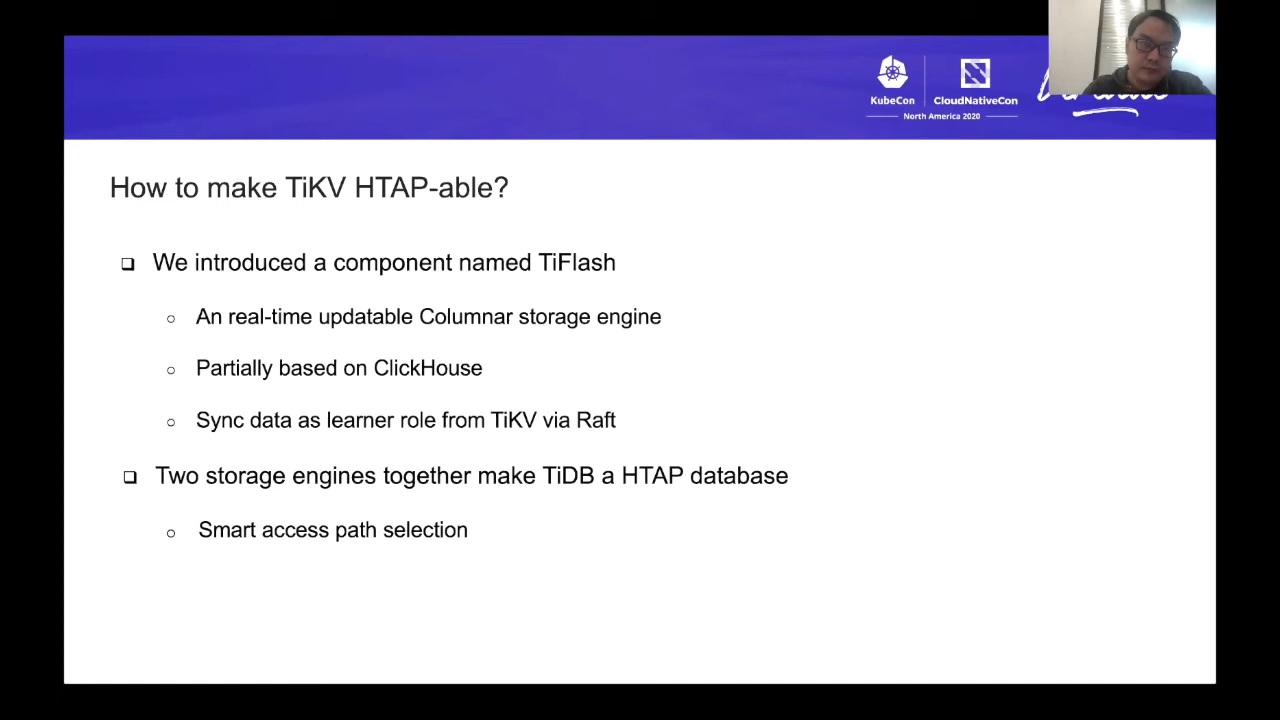 KubeCon
CloudNativeCon
North America 2020
How to make TiKV HTAP-able?
We introduced a component named TiFlash
An real-time updatable Columnar storage engine
Partially based on ClickHouse
Sync data as learner role from TiKV via Raft
Two storage engines together make TiDB a HTAP database
Smart access path selection